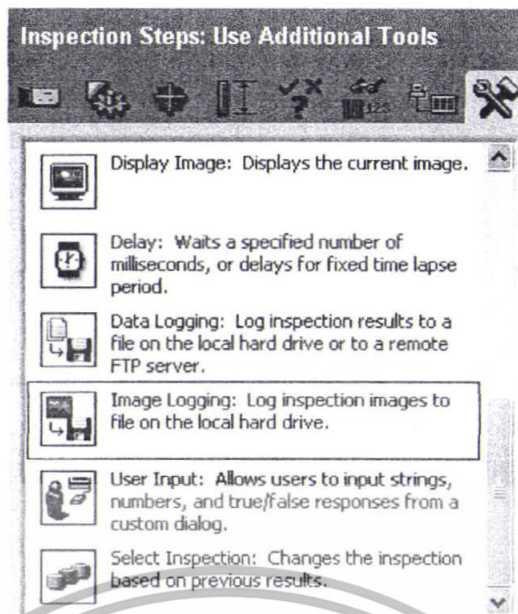 Inspection Steps: Use Additional Tools
Display Image: Displays the current image.
Delay: Waits a specified number of
milliseconds, or delays for fixed time lapse
period.
Data Logging: Log inspection results to a
file on the local hard drive or to a remote
FTP server.
Image Logging: Log inspection images to
file on the local hard drive.
User Input: Allows users to input strings,
numbers, and true/false responses from a
custom dialog.
Select Inspection: Changes the inspection
based on previous results.